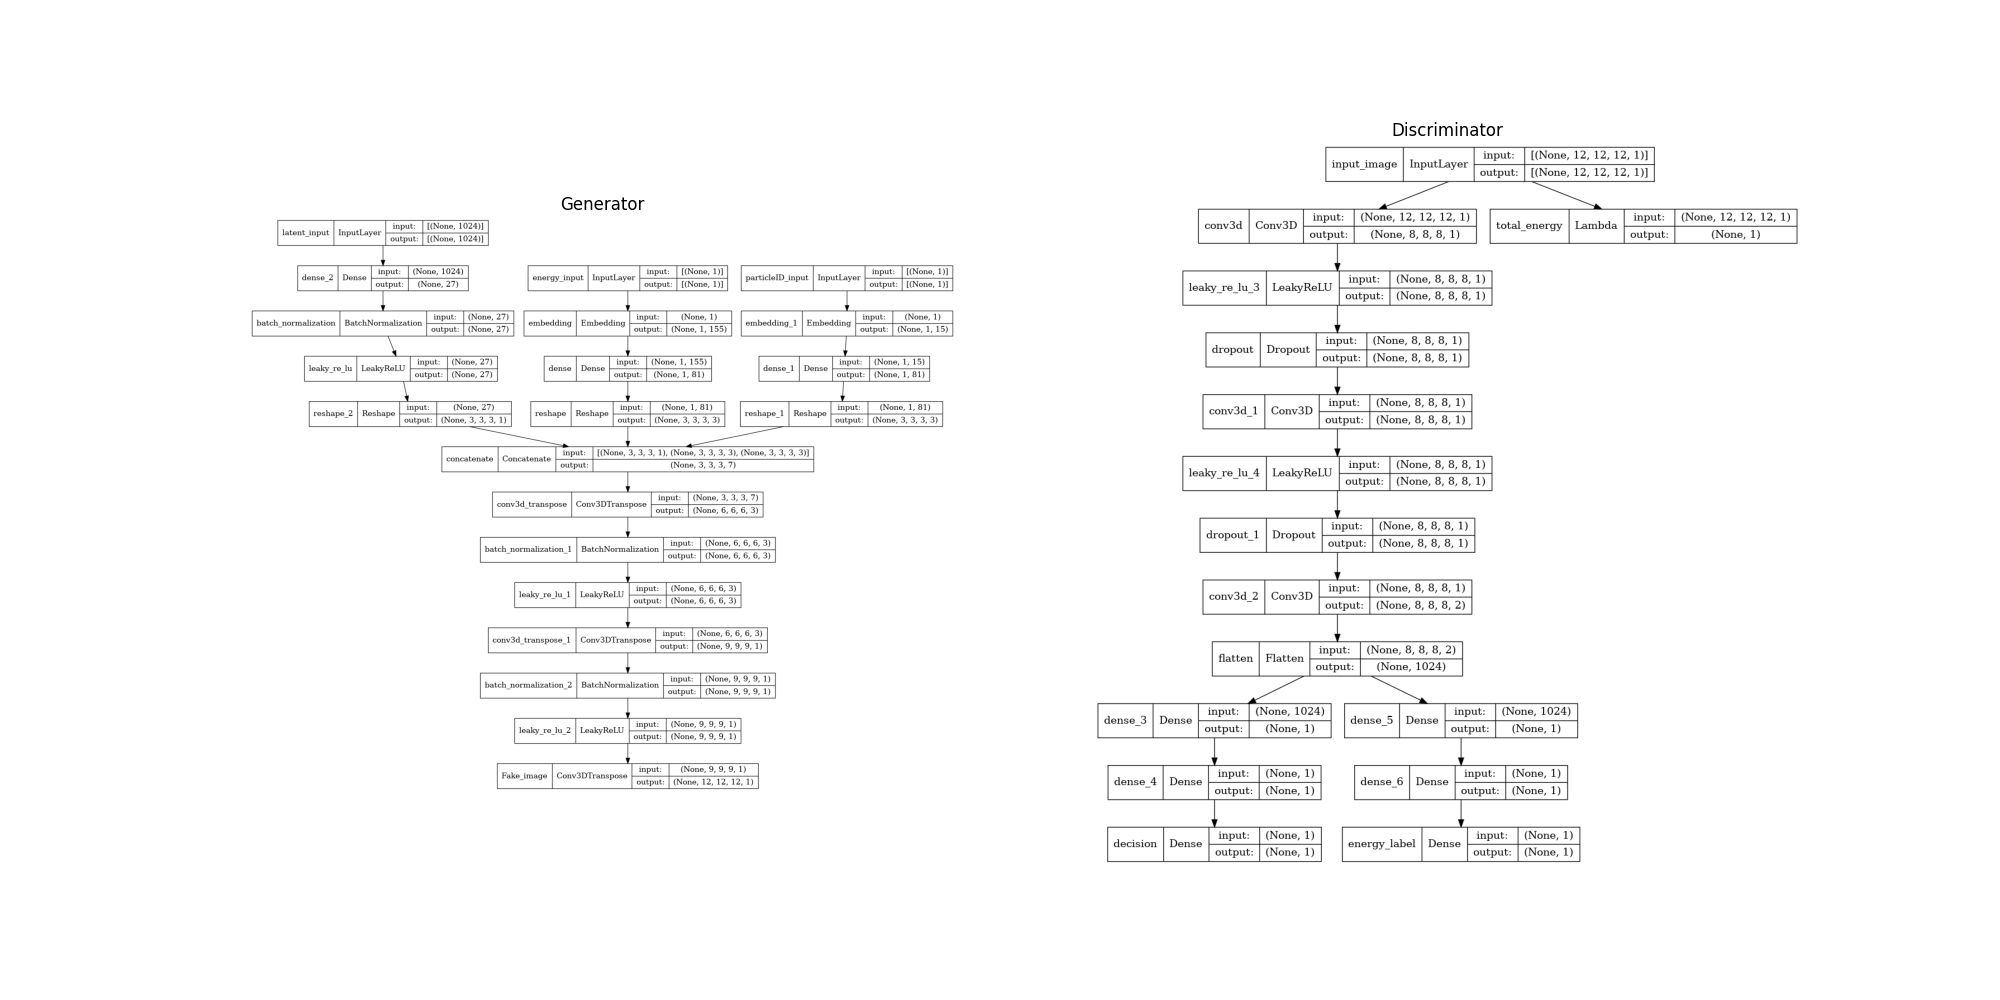 Generator
latent_input InputLayer input: [(None, 1024)]
output: [(None, 1024)]
dense_2 Dense input: (None, 1024)
output: (None, 27)
energy_input InputLayer input: [(None, 1)]
output: [(None, 1)]
particleID_input InputLayer input: [(None, 1)]
output: [(None, 1)]
batch_normalization BatchNormalization input: (None, 27)
output: (None, 27)
embedding Embedding input: (None, 1)
output: (None, 1, 155)
embedding_1 Embedding input: (None, 1)
output: (None, 1, 15)
leaky_re_lu LeakyReLU input: (None, 27)
output: (None, 27)
dense Dense input: (None, 1, 155)
output: (None, 1, 81)
dense_1 Dense input: (None, 1, 15)
output: (None, 1, 81)
reshape_2 Reshape input: (None, 27)
output: (None, 3, 3, 3, 1)
reshape Reshape input: (None, 1, 81)
output: (None, 3, 3, 3, 3)
reshape_1 Reshape input: (None, 1, 81)
output: (None, 3, 3, 3, 3)
concatenate Concatenate input: [(None, 3, 3, 3, 1), (None, 3, 3, 3, 3), (None, 3, 3, 3, 3)]
output: (None, 3, 3, 3, 7)
conv3d_transpose Conv3DTranspose input: (None, 3, 3, 3, 7)
output: (None, 6, 6, 6, 3)
batch_normalization_1 BatchNormalization input: (None, 6, 6, 6, 3)
output: (None, 6, 6, 6, 3)
leaky_re_lu_1 LeakyReLU input: (None, 6, 6, 6, 3)
output: (None, 6, 6, 6, 3)
conv3d_transpose_1 Conv3DTranspose input: (None, 6, 6, 6, 3)
output: (None, 9, 9, 9, 1)
batch_normalization_2 BatchNormalization input: (None, 9, 9, 9, 1)
output: (None, 9, 9, 9, 1)
leaky_re_lu_2 LeakyReLU input: (None, 9, 9, 9, 1)
output: (None, 9, 9, 9, 1)
Fake_image Conv3DTranspose input: (None, 9, 9, 9, 1)
output: (None, 12, 12, 12, 1)
Discriminator
input_image InputLayer input: [(None, 12, 12, 12, 1)]
output: [(None, 12, 12, 12, 1)]
conv3d Conv3D input: (None, 12, 12, 12, 1)
output: (None, 8, 8, 8, 1)
total_energy Lambda input: (None, 12, 12, 12, 1)
output: (None, 1)
leaky_re_lu_3 LeakyReLU input: (None, 8, 8, 8, 1)
output: (None, 8, 8, 8, 1)
dropout Dropout input: (None, 8, 8, 8, 1)
output: (None, 8, 8, 8, 1)
conv3d_1 Conv3D input: (None, 8, 8, 8, 1)
output: (None, 8, 8, 8, 1)
leaky_re_lu_4 LeakyReLU input: (None, 8, 8, 8, 1)
output: (None, 8, 8, 8, 1)
dropout_1 Dropout input: (None, 8, 8, 8, 1)
output: (None, 8, 8, 8, 1)
conv3d_2 Conv3D input: (None, 8, 8, 8, 1)
output: (None, 8, 8, 8, 2)
flatten Flatten input: (None, 8, 8, 8, 2)
output: (None, 1024)
dense_3 Dense input: (None, 1024)
output: (None, 1)
dense_5 Dense input: (None, 1024)
output: (None, 1)
dense_4 Dense input: (None, 1)
output: (None, 1)
dense_6 Dense input: (None, 1)
output: (None, 1)
decision Dense input: (None, 1)
output: (None, 1)
energy_label Dense input: (None, 1)
output: (None, 1)